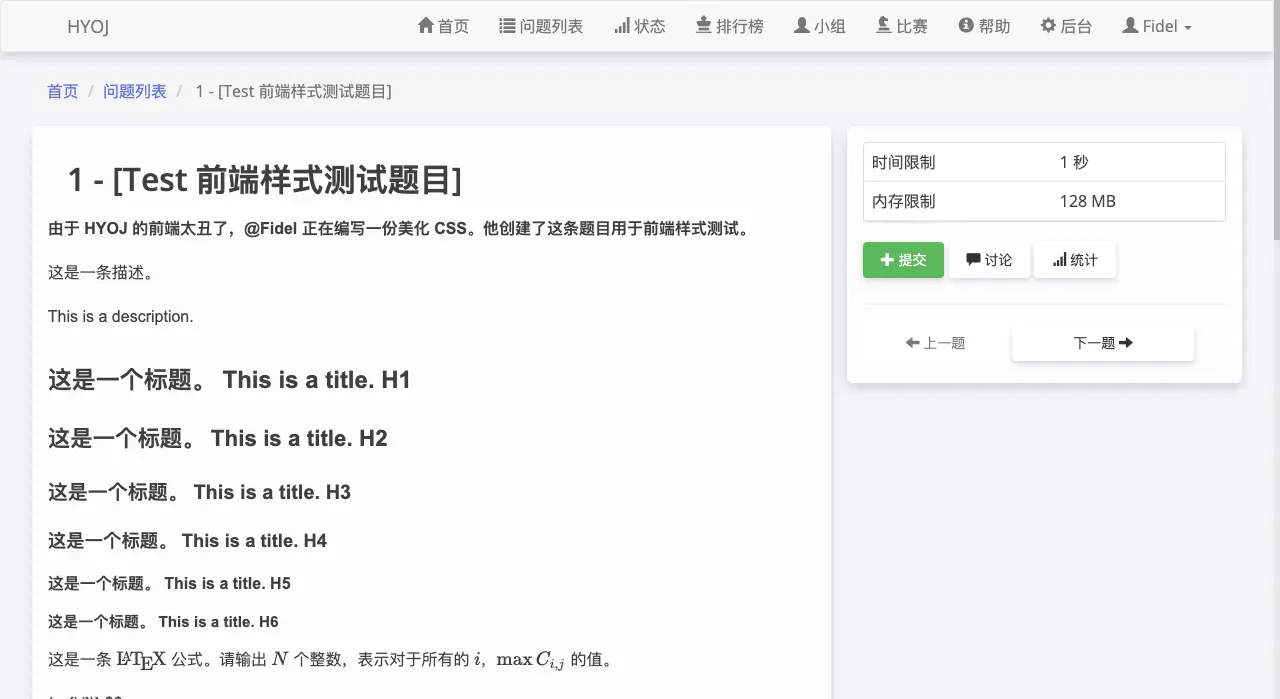 HYOJ 首页 问题列表 状态 排行榜 小组 比赛 帮助 后台 Fidel
首页 / 问题列表 / 1 - [Test 前端样式测试题目]
1 - [Test 前端样式测试题目]
由于 HYOJ 的前端太丑了，@Fidel 正在编写一份美化 CSS。他创建了这条题目用于前端样式测试。
这是一条描述。
This is a description.
这是一个标题。 This is a title. H1
这是一个标题。 This is a title. H2
这是一个标题。 This is a title. H3
这是一个标题。 This is a title. H4
这是一个标题。 This is a title. H5
这是一个标题。 This is a title. H6
这是一条 LATEX 公式。请输出 N 个整数，表示对于所有的 i，max C_{i,j} 的值。
时间限制 1 秒
内存限制 128 MB
提交 讨论 统计
上一题 下一题